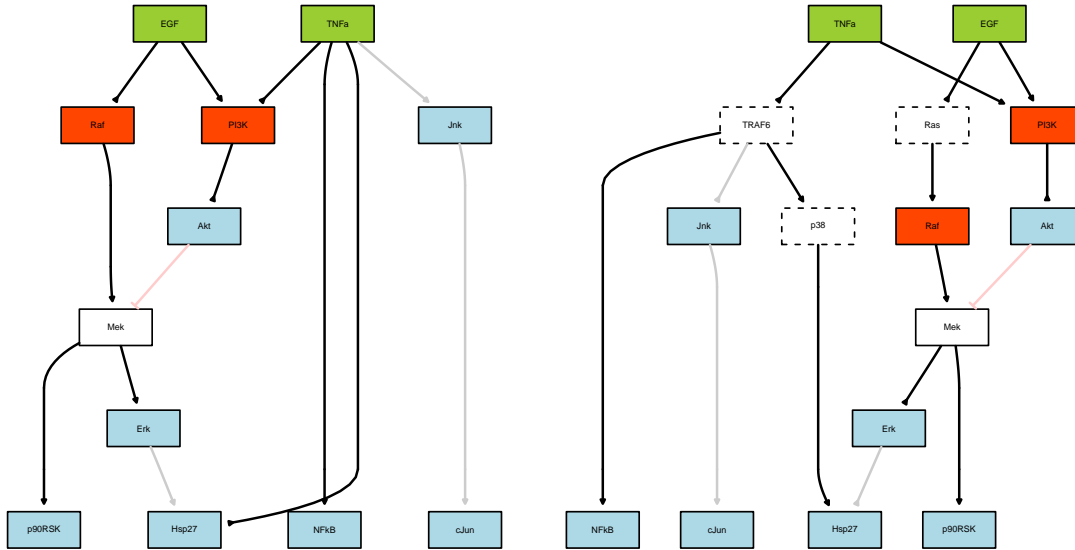 EGF
TNFa
Raf
PI3K
Jnk
Akt
Mek
Erk
p90RSK
Hsp27
NFkB
cJun
TNFa
EGF
TRAF6
Ras
PI3K
Jnk
p38
Raf
Akt
Mek
Erk
NFkB
cJun
Hsp27
p90RSK